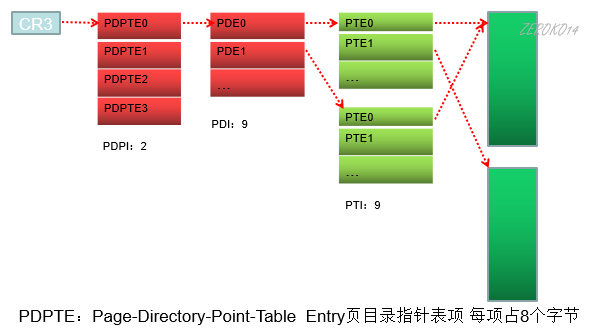 CR3
PDPTE0
PDPTE1
PDPTE2
PDPTE3
PDPI：2
PDE0
PDE1
...
PDI：9
PTE0
PTE1
...
PTE0
PTE1
...
PTI：9
ZEROKO14
PDPTE：Page-Directory-Point-Table Entry页目录指针表项 每项占8个字节